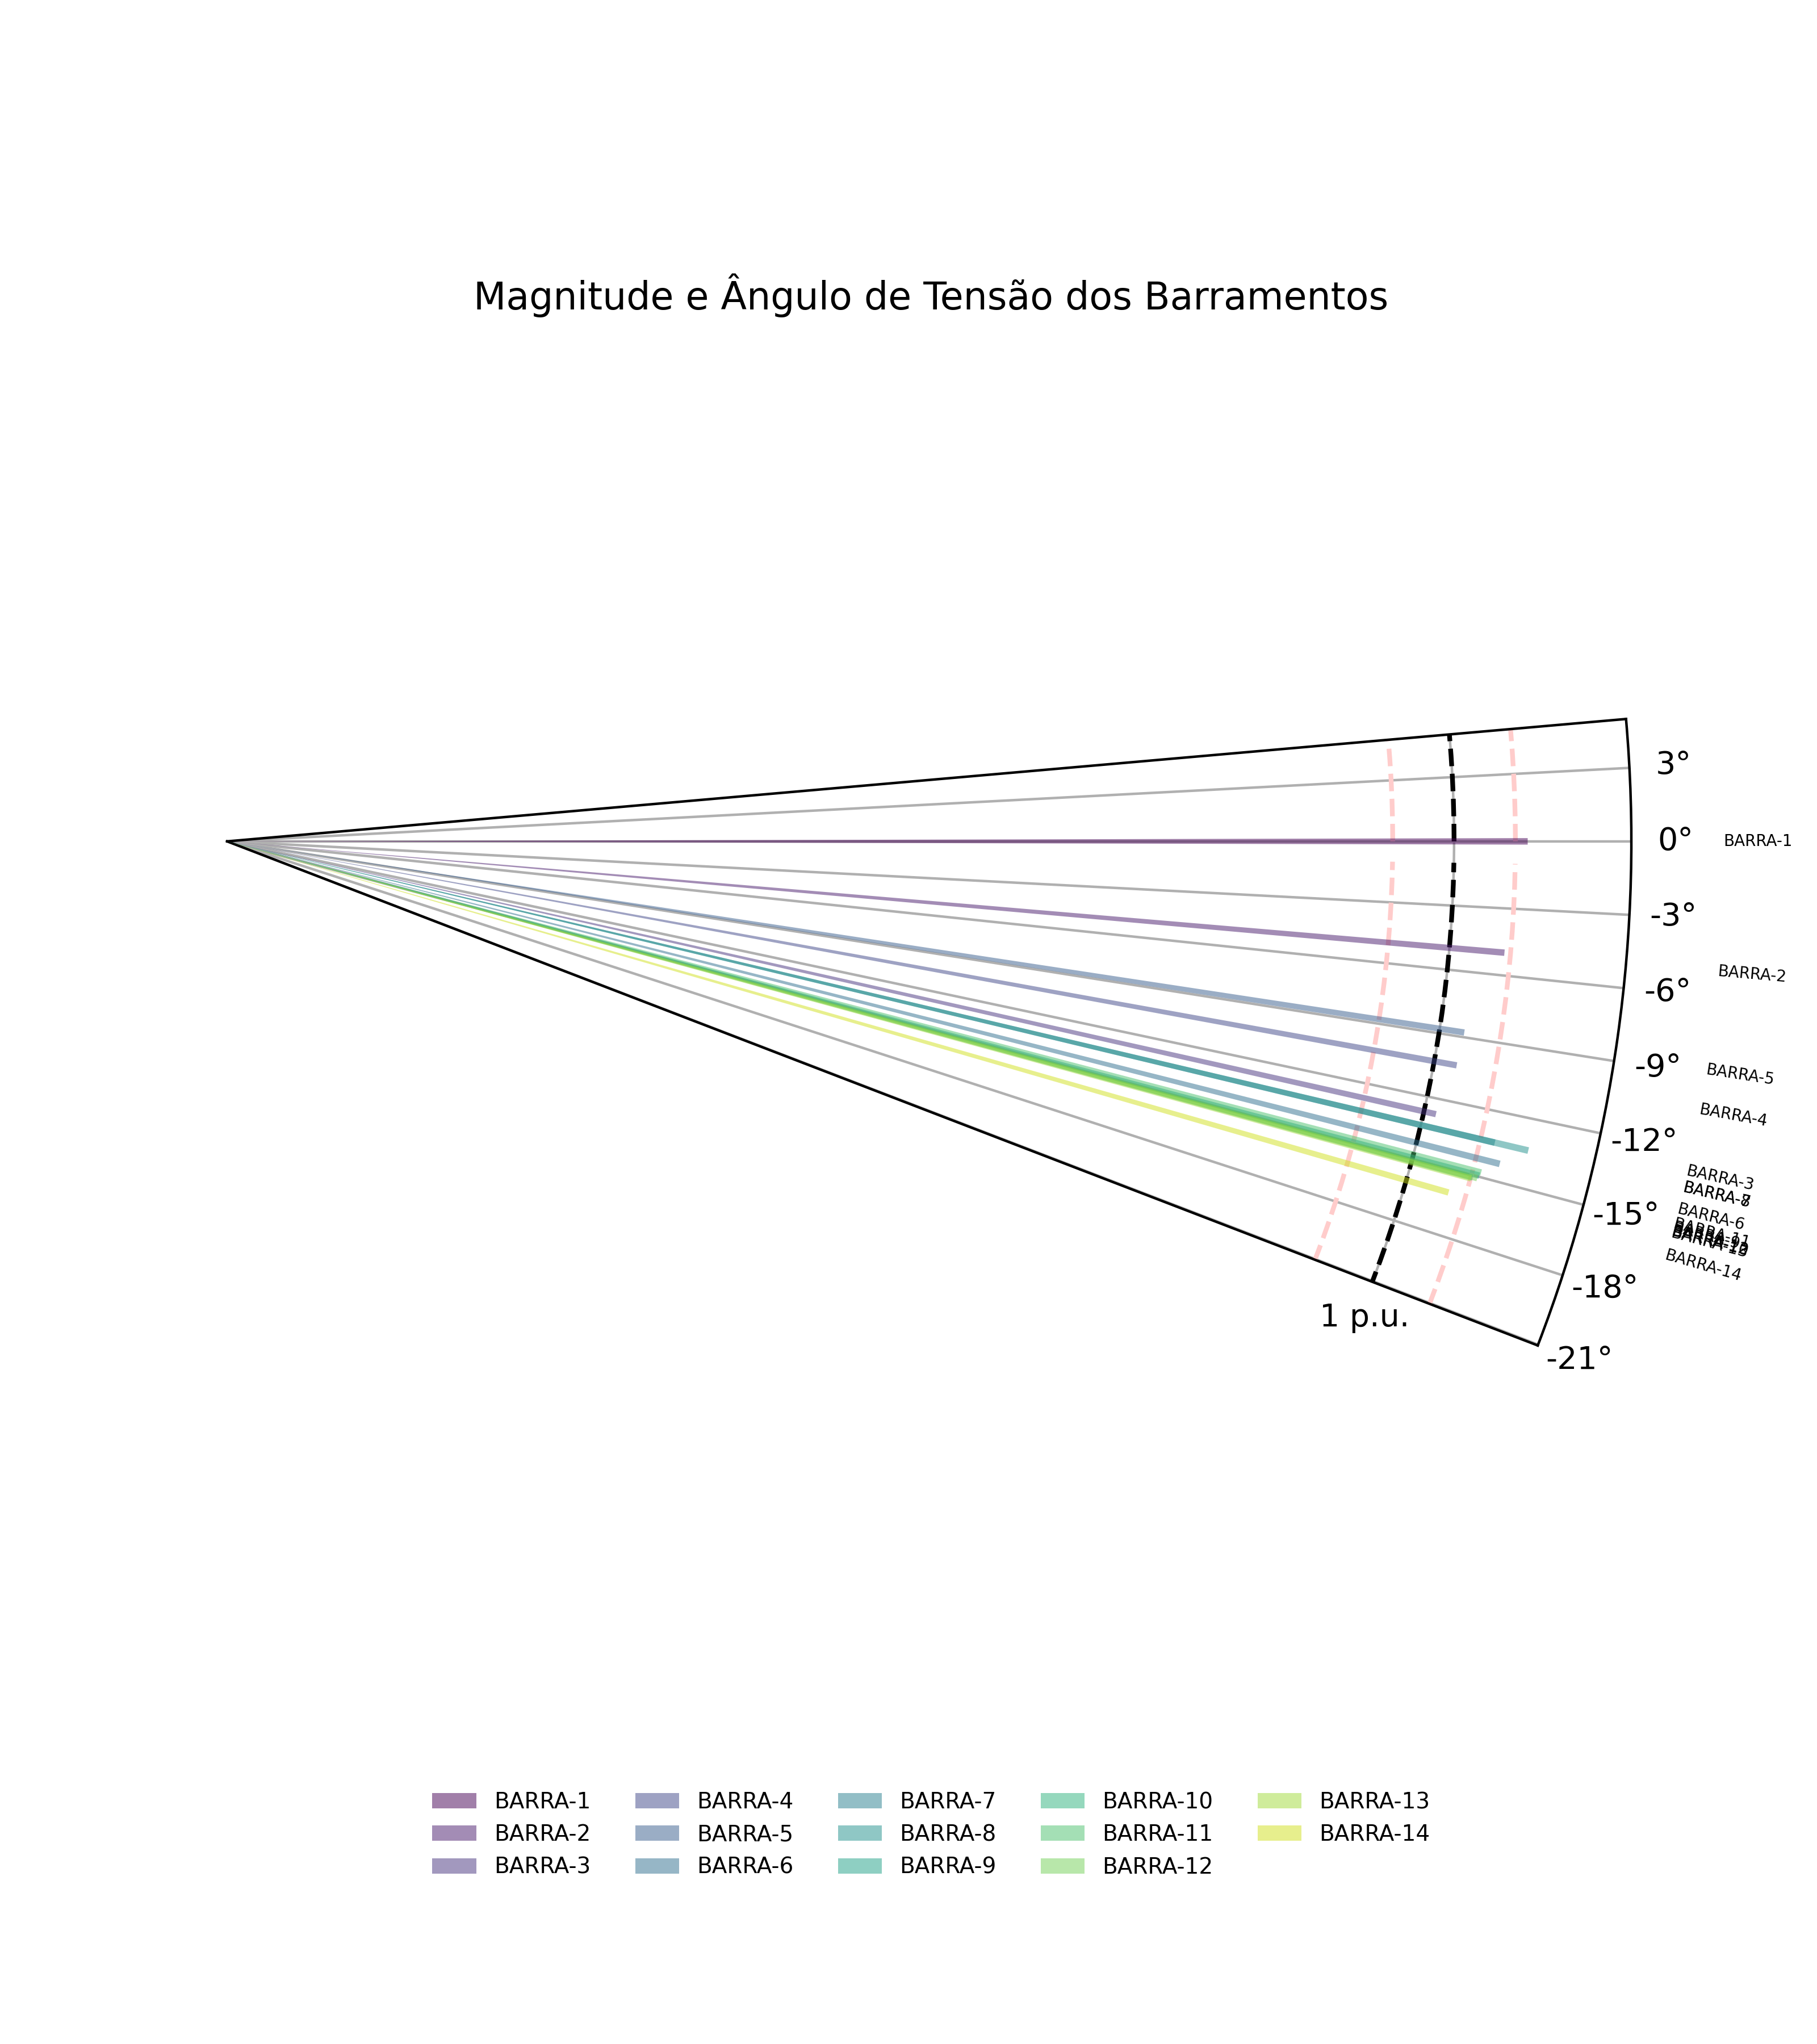 Magnitude e Ângulo de Tensão dos Barramentos
3°
0°
BARRA-1
-3°
BARRA-2
-6°
-9°
BARRA-5
BARRA-4
-12°
BARRA-3
BARRA-6
-15°
BARRA-11
BARRA-14
-18°
1 p.u.
-21°
BARRA-1 BARRA-4 BARRA-7 BARRA-10 BARRA-13
BARRA-2 BARRA-5 BARRA-8 BARRA-11 BARRA-14
BARRA-3 BARRA-6 BARRA-9 BARRA-12